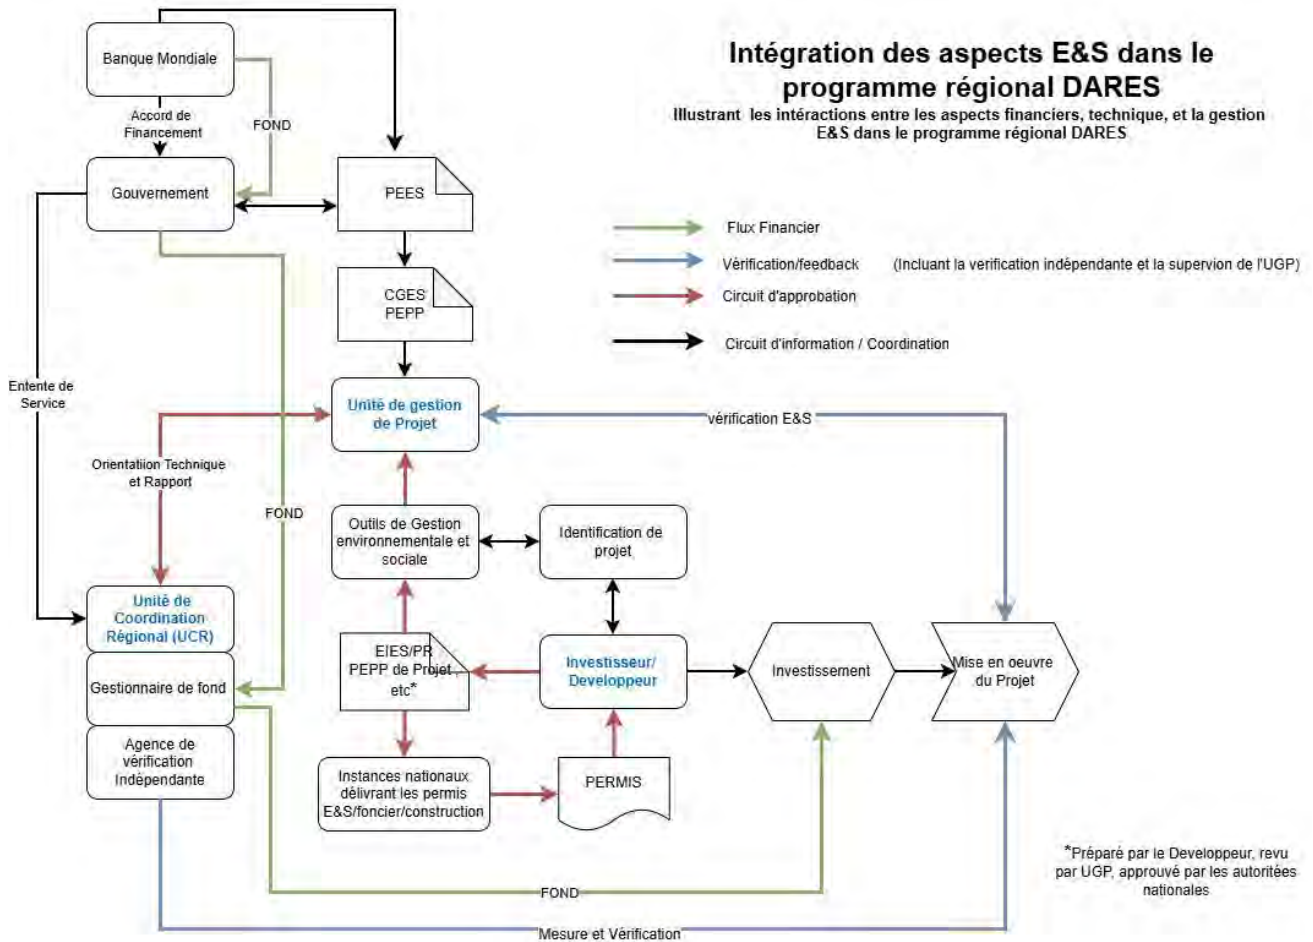 Intégration des aspects E&S dans le
programme régional DARES
Illustrant les intéractions entre les aspects financiers, technique, et la gestion
E&S dans le programme régional DARES
Banque Mondiale
Accord de
Financement
FOND
Gouvernement
PEES
Flux Financier
Vérification/feedback (Incluant la verification indépendante et la supervion de l'UGP)
Circuit d'approbation
Circuit d'information / Coordination
CGES
PEPP
Entente de
Service
Unité de gestion
de Projet
vérification E&S
Orientatiion Technique
et Rapport
FOND
Outils de Gestion
environnementale et
sociale
Identification de
projet
Unité de
Coordination
Régional (UCR)
Gestionnaire de fond
Agence de
vérification
Indépendante
EIES/PR
PEPP de Projet,
etc*
Investisseur/
Developpeur
Investissement
Mise en oeuvre
du Projet
Instances nationaux
délivrant les permis
E&S/foncier/construction
PERMIS
*Préparé par le Developpeur, revu
par UGP, approuvé par les autoritées
nationales
FOND
Mesure et Vérification